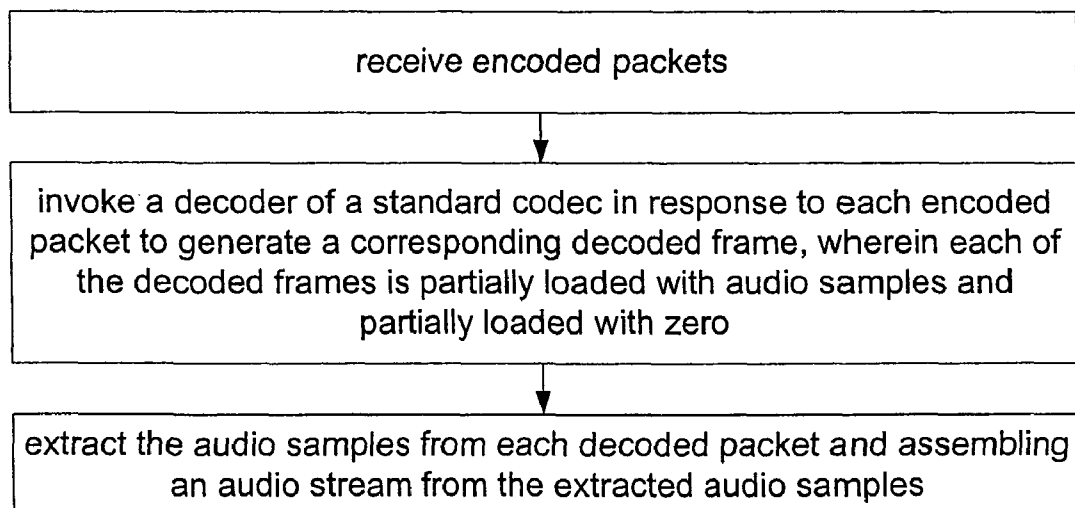 receive encoded packets
invoke a decoder of a standard codec in response to each encoded
packet to generate a corresponding decoded frame, wherein each of
the decoded frames is partially loaded with audio samples and
partially loaded with zero
extract the audio samples from each decoded packet and assembling
an audio stream from the extracted audio samples